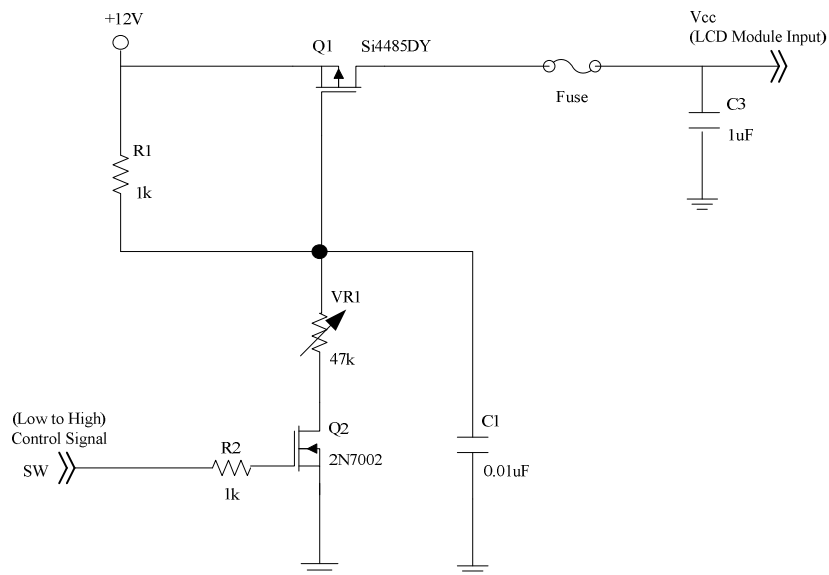 +12V
Q1
Si4485DY
Vcc
(LCD Module Input)
Fuse
C3
1uF
R1
1k
VR1
47k
(Low to High)
Control Signal
SW
R2
1k
Q2
2N7002
C1
0.01uF